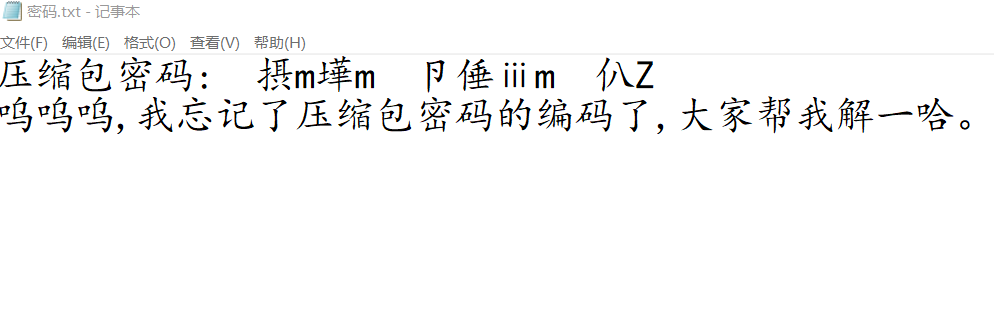 密码.txt - 记事本
文件(F) 编辑(E) 格式(O) 查看(V) 帮助(H)
压缩包密码: 摂m墷m 卪倕ⅲm 仈Z
呜呜呜,我忘记了压缩包密码的编码了,大家帮我解一哈。